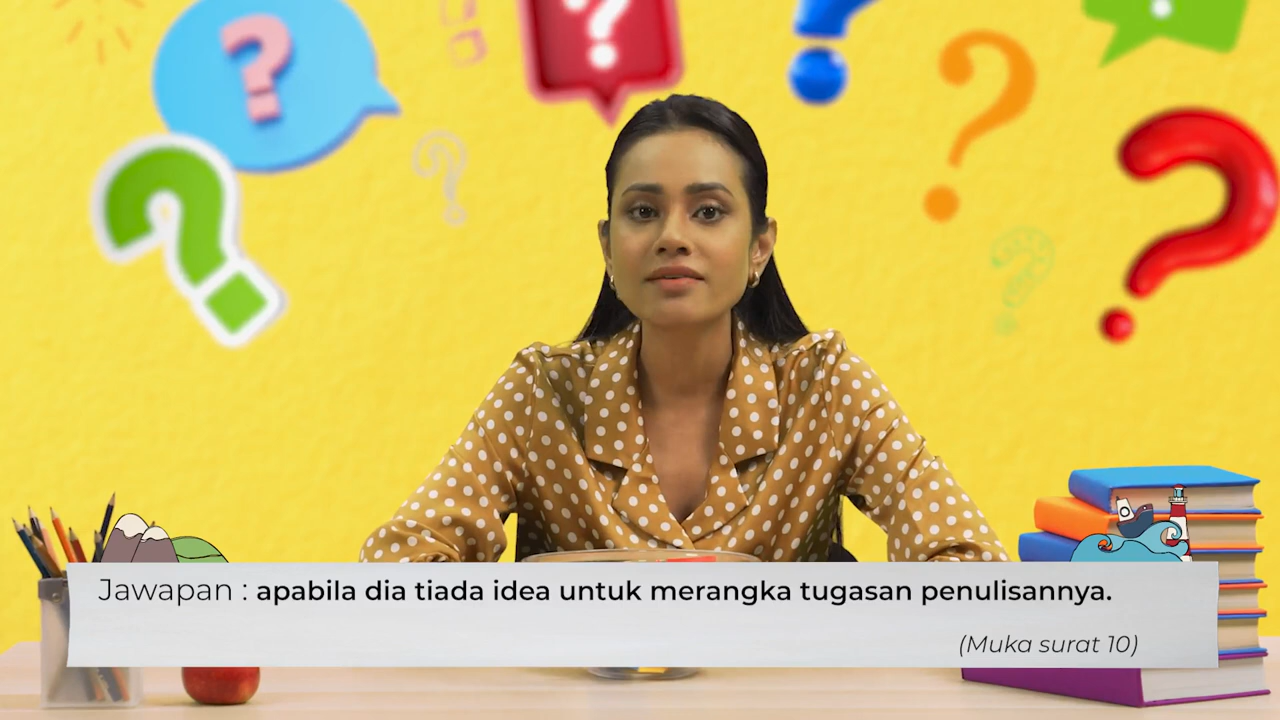 Jawapan : apabila dia tiada idea untuk merangka tugasan penulisannya.
(Muka surat 10)